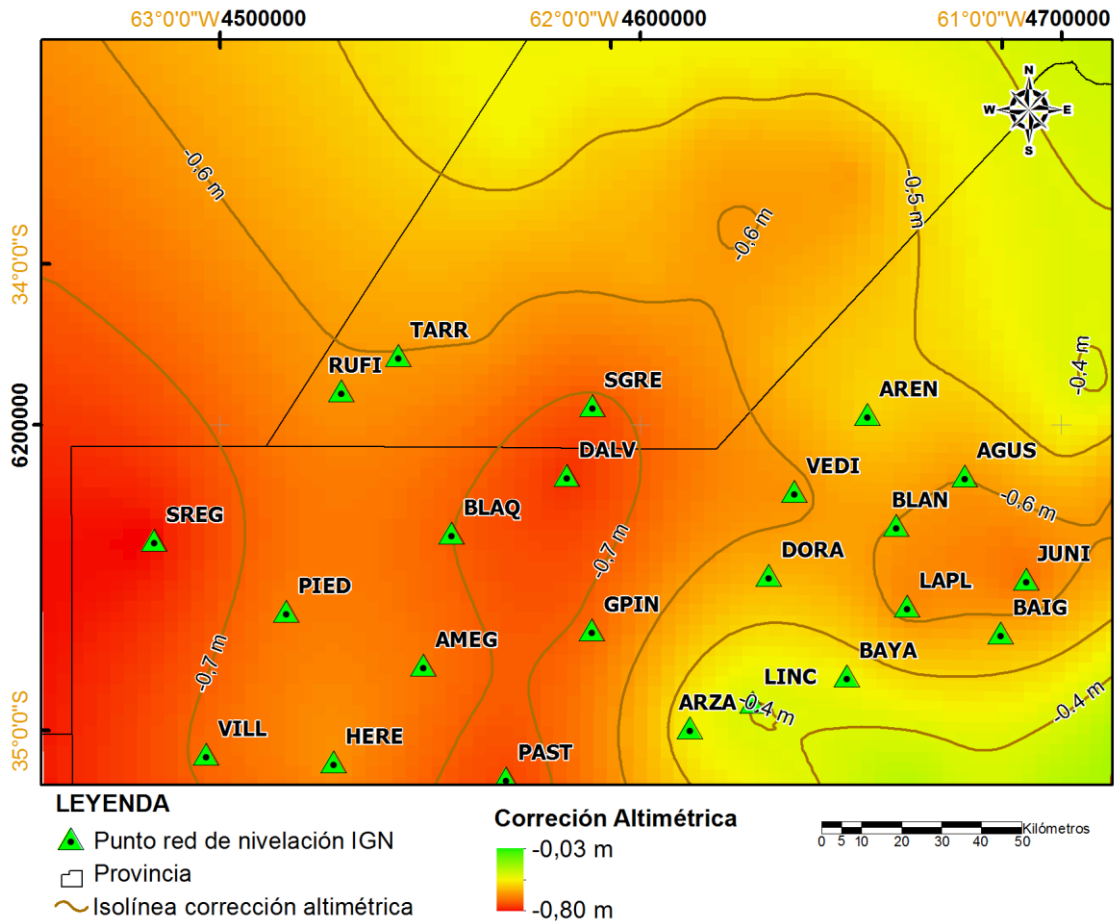 63°0'0"W 4500000 62°0'0"W 4600000 61°0'0"W 4700000
N
W E
S
-0,6 m
-0,5 m
-0,6 m
34°0'0"S
TARR
RUFI
SGRE
-0,4 m
AREN
6200000
DALV
AGUS
VEDI
BLAQ
BLAN
-0,6 m
SREG
DORA
-0,7 m
JUNI
PIED
LAPL
GPIN
BAIG
AMEG
-0,7 m
BAYA
LINC
ARZA
-0,4 m
-0,4 m
35°0'0"S
VILL
HERE
PAST
LEYENDA
Punto red de nivelación IGN
Provincia
Isolínea corrección altimétrica
Correción Altimétrica
-0,03 m
-0,80 m
Kilómetros
0 5 10 20 30 40 50